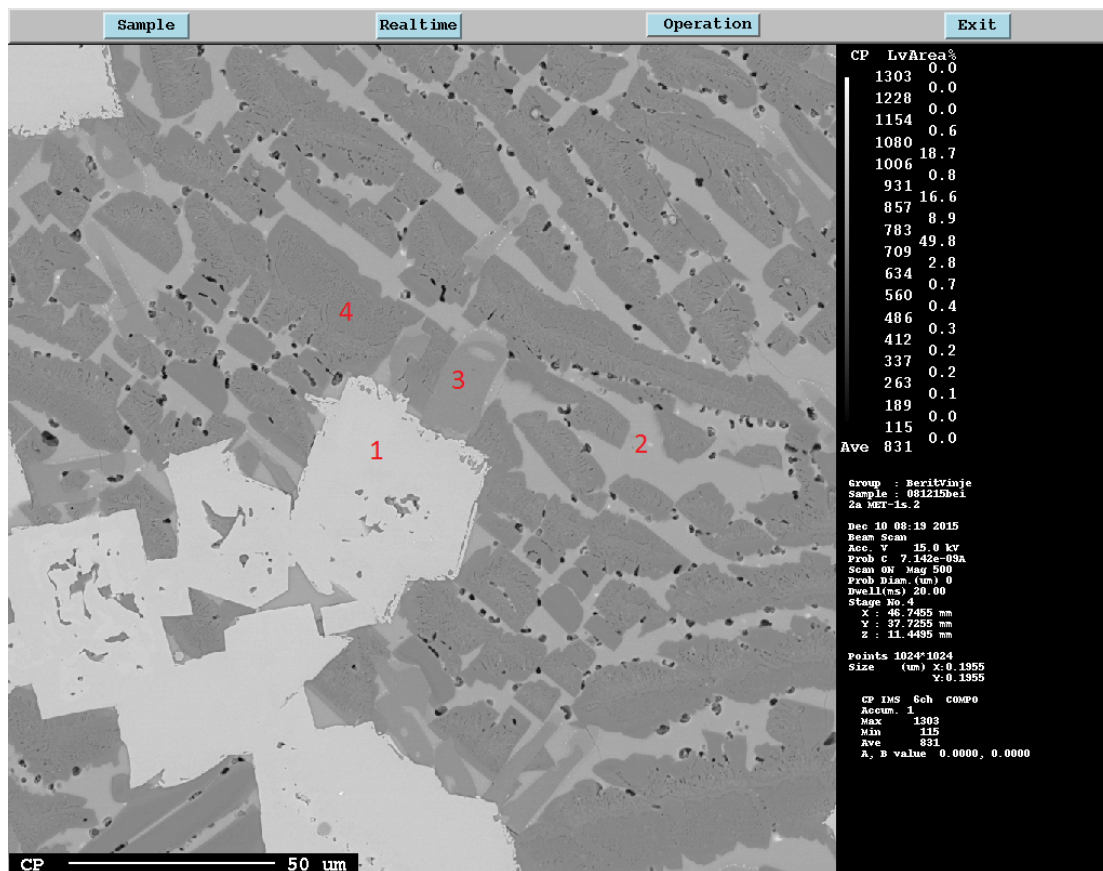 Sample Realtime Operation Exit
CP LvArea%
0.0
1303
0.0
1228
0.0
1154
0.6
1080
18.7
1006
0.8
931
16.6
857
8.9
783
49.8
709
2.8
634
0.7
560
0.4
486
0.3
412
0.2
337
0.2
263
0.1
189
0.0
115
0.0
Ave 831
Group : BeritVinje
Sample : 081215bei
2a MET-1s.2
Dec 10 08:19 2015
Beam Scan
Acc. V 15.0 kV
Prob C 7.142e-09A
Scan ON Mag 500
Prob Diam.(um) 0
Dwell(ms) 20.00
Stage No.4
X : 46.7455 mm
Y : 37.7255 mm
Z : 11.4495 mm
Points 1024*1024
Size (um) X:0.1955
Y:0.1955
CP IMS 6ch COMPO
Accum. 1
Max 1303
Min 115
Ave 831
A, B value 0.0000, 0.0000
4
3
1
2
CP 50 um